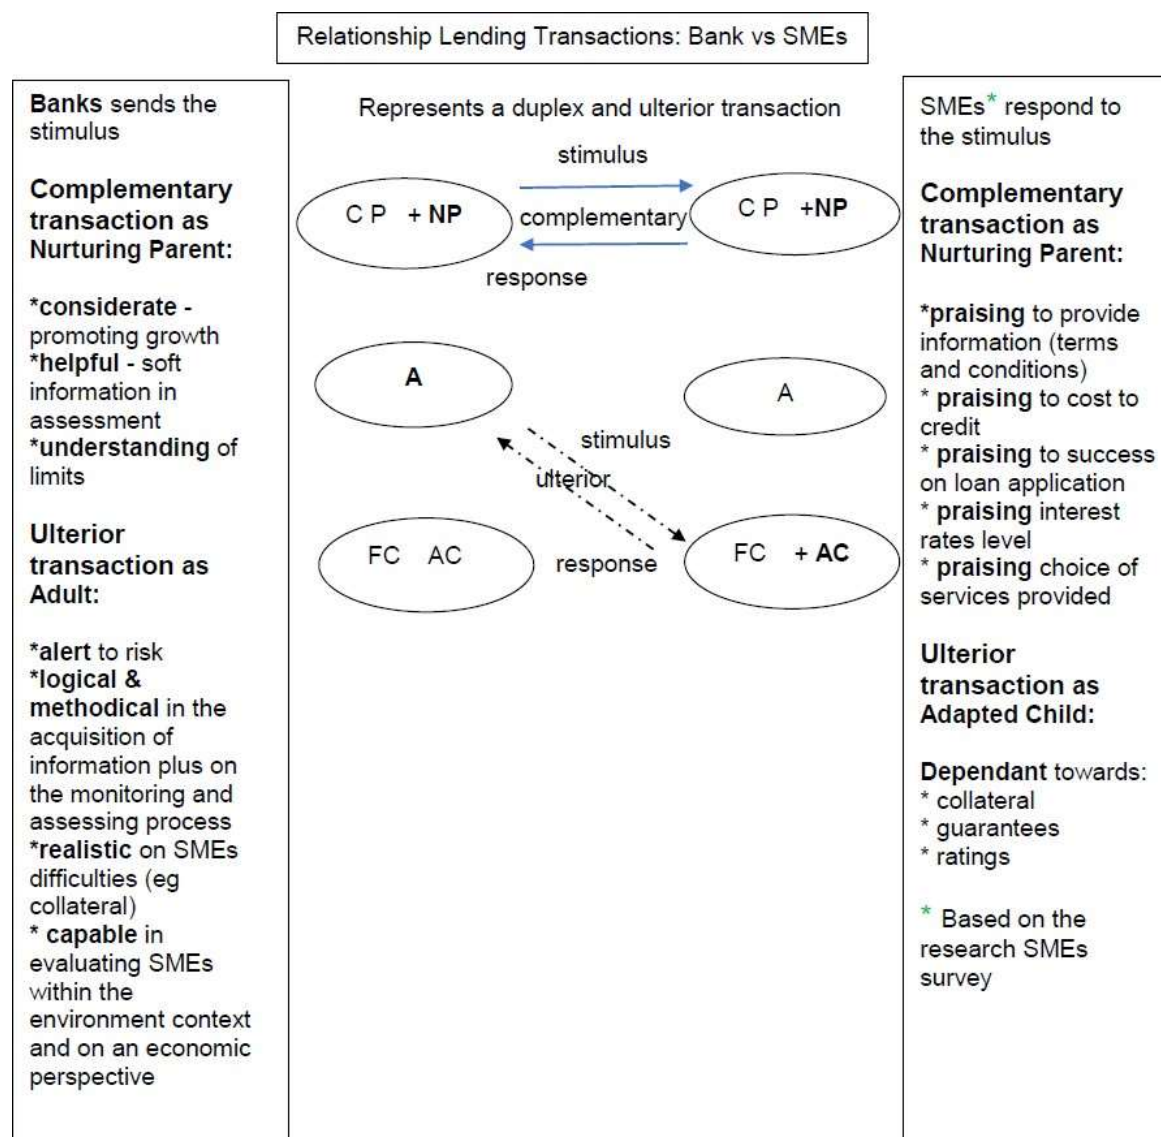 Relationship Lending Transactions: Bank vs SMEs
Banks sends the
stimulus
Complementary
transaction as
Nurturing Parent:
*considerate -
promoting growth
*helpful - soft
information in
assessment
*understanding of
limits
Ulterior
transaction as
Adult:
*alert to risk
*logical &
methodical in the
acquisition of
information plus on
the monitoring and
assessing process
*realistic on SMEs
difficulties (eg
collateral)
* capable in
evaluating SMEs
within the
environment context
and on an economic
perspective
Represents a duplex and ulterior transaction
stimulus
C P + NP
complementary
C P +NP
response
A
A
stimulus
ulterior
FC AC
response
FC + AC
SMEs* respond to
the stimulus
Complementary
transaction as
Nurturing Parent:
*praising to provide
information (terms
and conditions)
* praising to cost to
credit
* praising to success
on loan application
* praising interest
rates level
* praising choice of
services provided
Ulterior
transaction as
Adapted Child:
Dependant towards:
* collateral
* guarantees
* ratings
* Based on the
research SMEs
survey